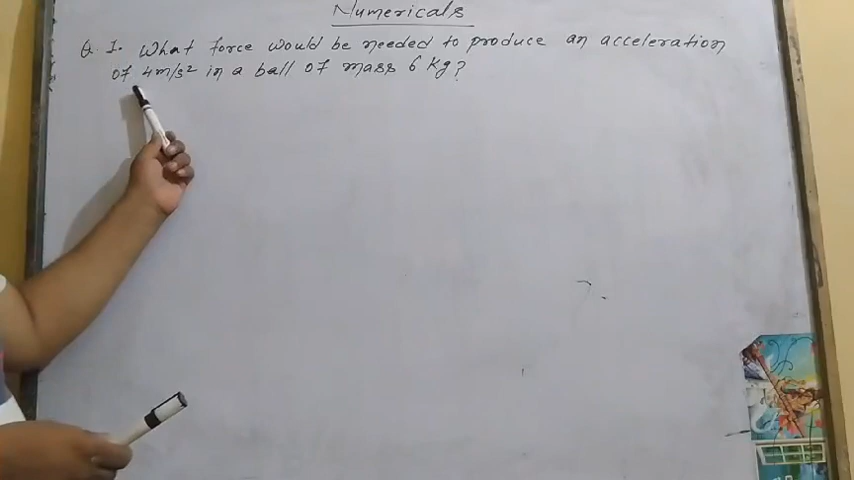 Numericals
Q. 1. What force would be needed to produce an acceleration
of 4m/s² in a ball of mass 6 Kg?